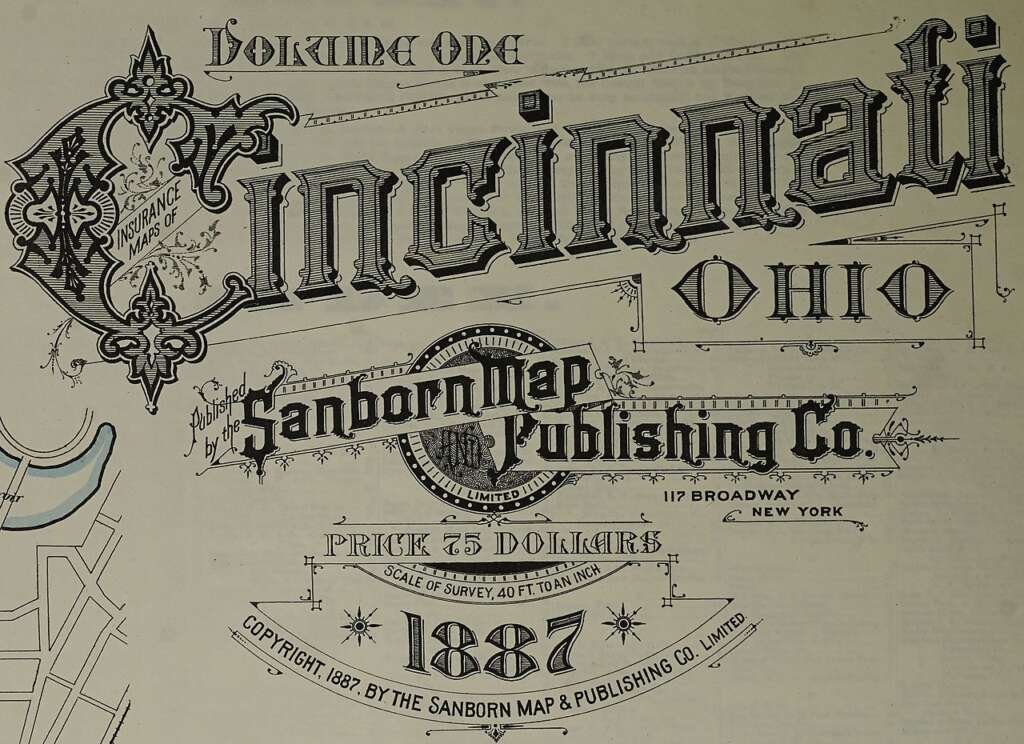 VOLUME ONE
INSURANCE
MAPS OF
Cincinnati
OHIO
Published
by the
Sanborn Map
AND
Publishing Co.
LIMITED
117 BROADWAY
NEW YORK
PRICE 75 DOLLARS
SCALE OF SURVEY, 40 FT. TO AN INCH
1887
COPYRIGHT, 1887, BY THE SANBORN MAP & PUBLISHING CO. LIMITED